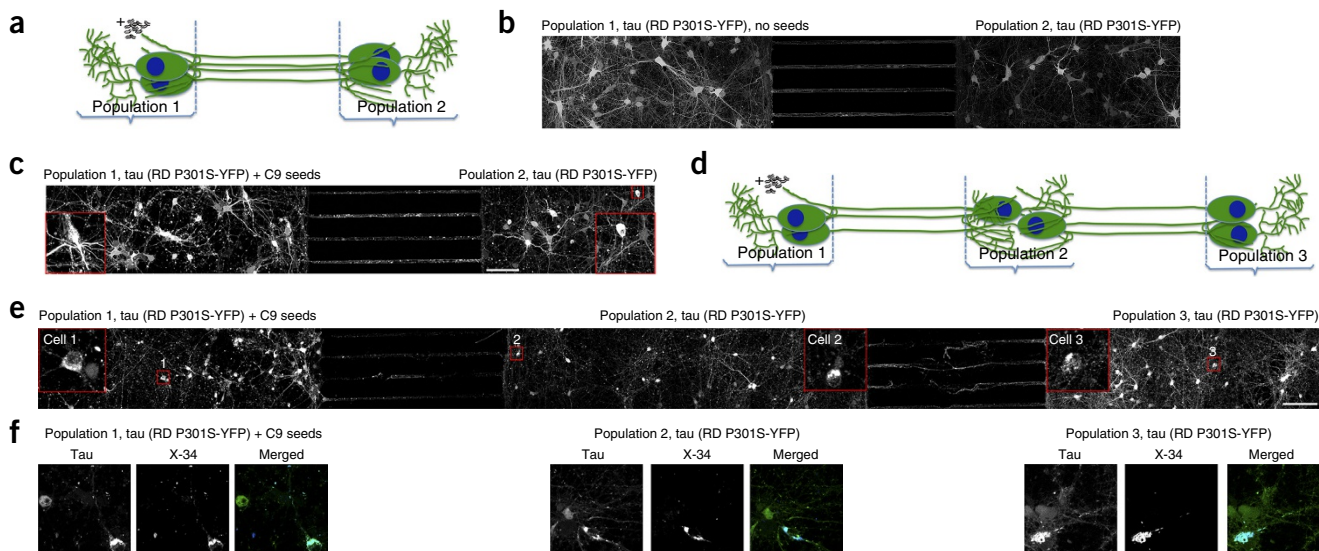 a
+
Population 1
Population 2
b
Population 1, tau (RD P301S-YFP), no seeds
Population 2, tau (RD P301S-YFP)
c
Population 1, tau (RD P301S-YFP) + C9 seeds
Poulation 2, tau (RD P301S-YFP)
d
+
Population 1
Population 2
Population 3
e
Population 1, tau (RD P301S-YFP) + C9 seeds
Population 2, tau (RD P301S-YFP)
Population 3, tau (RD P301S-YFP)
Cell 1
1
2
Cell 2
Cell 3
3
f
Population 1, tau (RD P301S-YFP) + C9 seeds
Tau
X-34
Merged
Population 2, tau (RD P301S-YFP)
Tau
X-34
Merged
Population 3, tau (RD P301S-YFP)
Tau
X-34
Merged